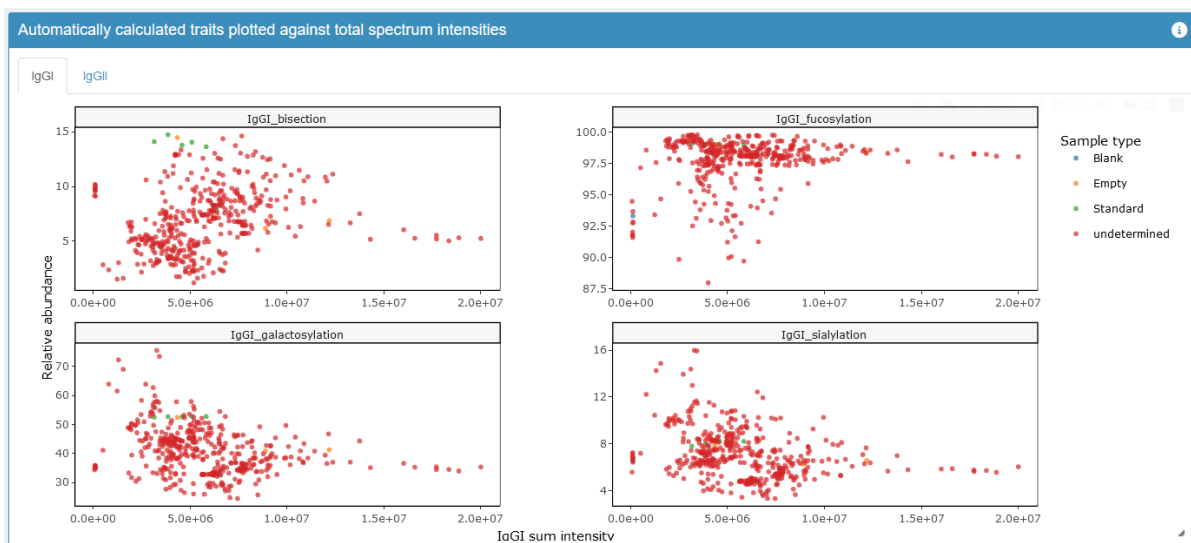 Automatically calculated traits plotted against total spectrum intensities
IgGI IgGII
IgGI_bisection
15
10
5
0.0e+00 5.0e+06 1.0e+07 1.5e+07 2.0e+07
IgGI_fucosylation
100.0
97.5
95.0
92.5
90.0
87.5
0.0e+00 5.0e+06 1.0e+07 1.5e+07 2.0e+07
Sample type
Blank
Empty
Standard
undetermined
Relative abundance
IgGI_galactosylation
70
60
50
40
30
0.0e+00 5.0e+06 1.0e+07 1.5e+07 2.0e+07
IgGI_sialylation
16
12
8
4
0.0e+00 5.0e+06 1.0e+07 1.5e+07 2.0e+07
IgGI sum intensity